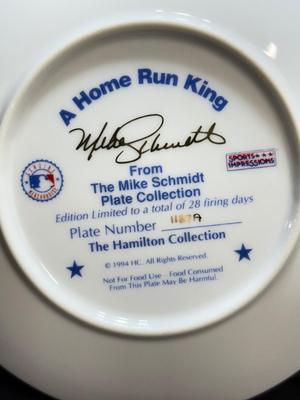 A Home Run King
Mike Schmidt
From
The Mike Schmidt
Plate Collection
SPORTS
IMPRESSIONS
Edition Limited to a total of 28 firing days
Plate Number
The Hamilton Collection
© 1994 HC. All Rights Reserved.
Not For Food Use - Food Consumed
From This Plate May Be Harmful.